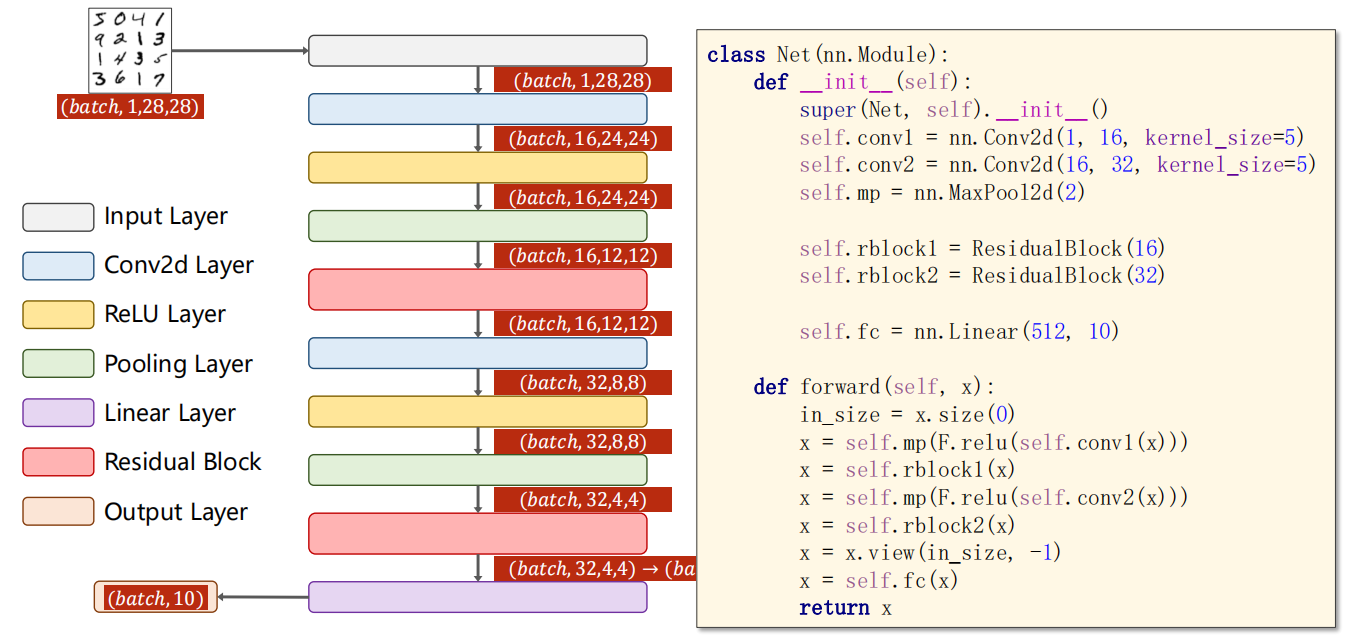 5 0 4 1
9 2 1 3
1 4 3 5
3 6 1 7
(batch, 1,28,28)
(batch, 1,28,28)
(batch, 16,24,24)
(batch, 16,24,24)
(batch, 16,12,12)
(batch, 16,12,12)
(batch, 32,8,8)
(batch, 32,8,8)
(batch, 32,4,4)
(batch, 32,4,4) → (ba
(batch, 10)
Input Layer
Conv2d Layer
ReLU Layer
Pooling Layer
Linear Layer
Residual Block
Output Layer
class Net(nn.Module):
    def __init__(self):
        super(Net, self).__init__()
        self.conv1 = nn.Conv2d(1, 16, kernel_size=5)
        self.conv2 = nn.Conv2d(16, 32, kernel_size=5)
        self.mp = nn.MaxPool2d(2)
        self.rblock1 = ResidualBlock(16)
        self.rblock2 = ResidualBlock(32)
        self.fc = nn.Linear(512, 10)
    def forward(self, x):
        in_size = x.size(0)
        x = self.mp(F.relu(self.conv1(x)))
        x = self.rblock1(x)
        x = self.mp(F.relu(self.conv2(x)))
        x = self.rblock2(x)
        x = x.view(in_size, -1)
        x = self.fc(x)
        return x